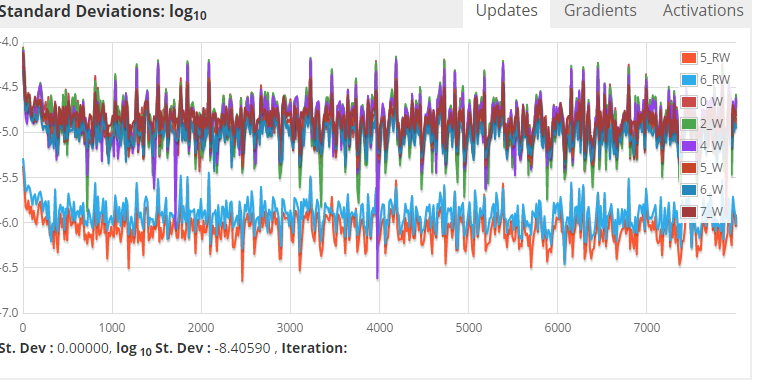 Standard Deviations: log10
Updates Gradients Activations
-4.0
-4.5
-5.0
-5.5
-6.0
-6.5
-7.0
5_RW
6_RW
0_W
2_W
4_W
5_W
6_W
7_W
0 1000 2000 3000 4000 5000 6000 7000
St. Dev : 0.00000, log 10 St. Dev : -8.40590 , Iteration: